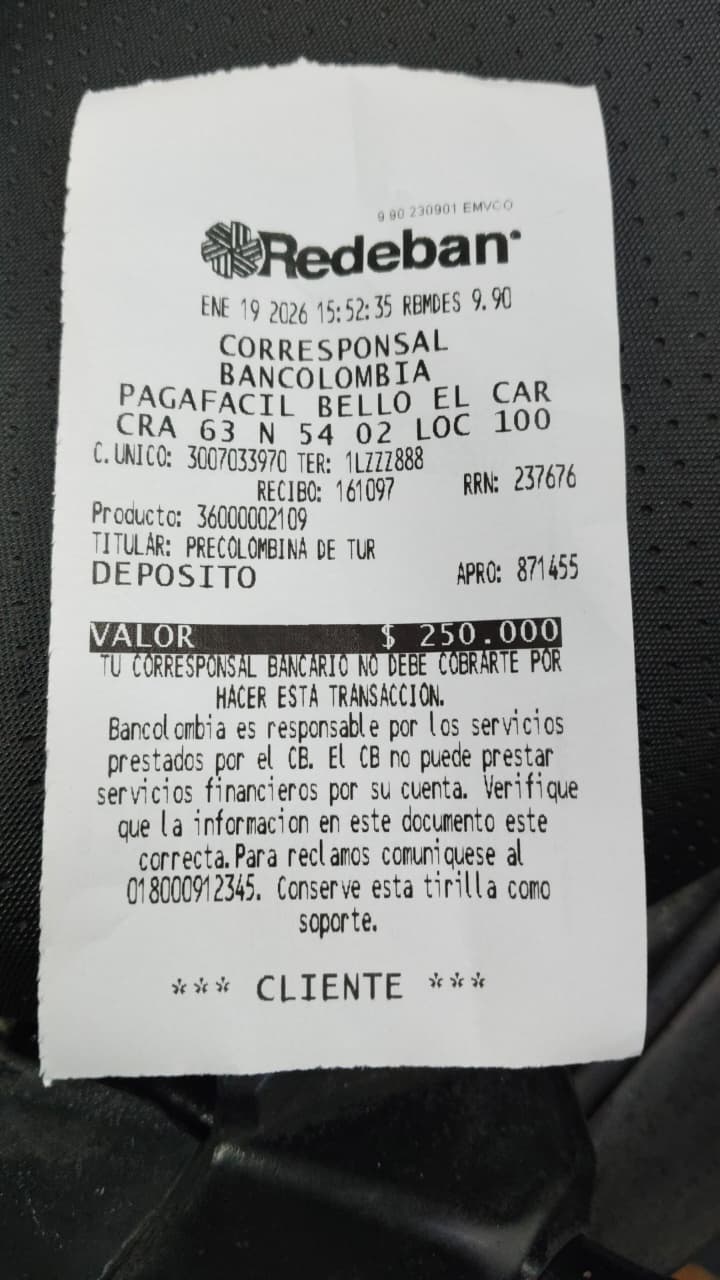 9 90 230901 EMVCO
Redeban
ENE 19 2026 15:52:35 RBMDES 9.90
CORRESPONSAL
BANCOLOMBIA
PAGAFACIL BELLO EL CAR
CRA 63 N 54 02 LOC 100
C.UNICO: 3007033970 TER: 1LZZZ888
RECIBO: 161097 RRN: 237676
Producto: 36000002109
TITULAR: PRECOLOMBINA DE TUR
DEPOSITO APRO: 871455
VALOR $ 250.000
TU CORRESPONSAL BANCARIO NO DEBE COBRARTE POR
HACER ESTA TRANSACCION.
Bancolombia es responsable por los servicios
prestados por el CB. El CB no puede prestar
servicios financieros por su cuenta. Verifique
que la informacion en este documento este
correcta.Para reclamos comuniquese al
018000912345. Conserve esta tirilla como
soporte.
*** CLIENTE ***